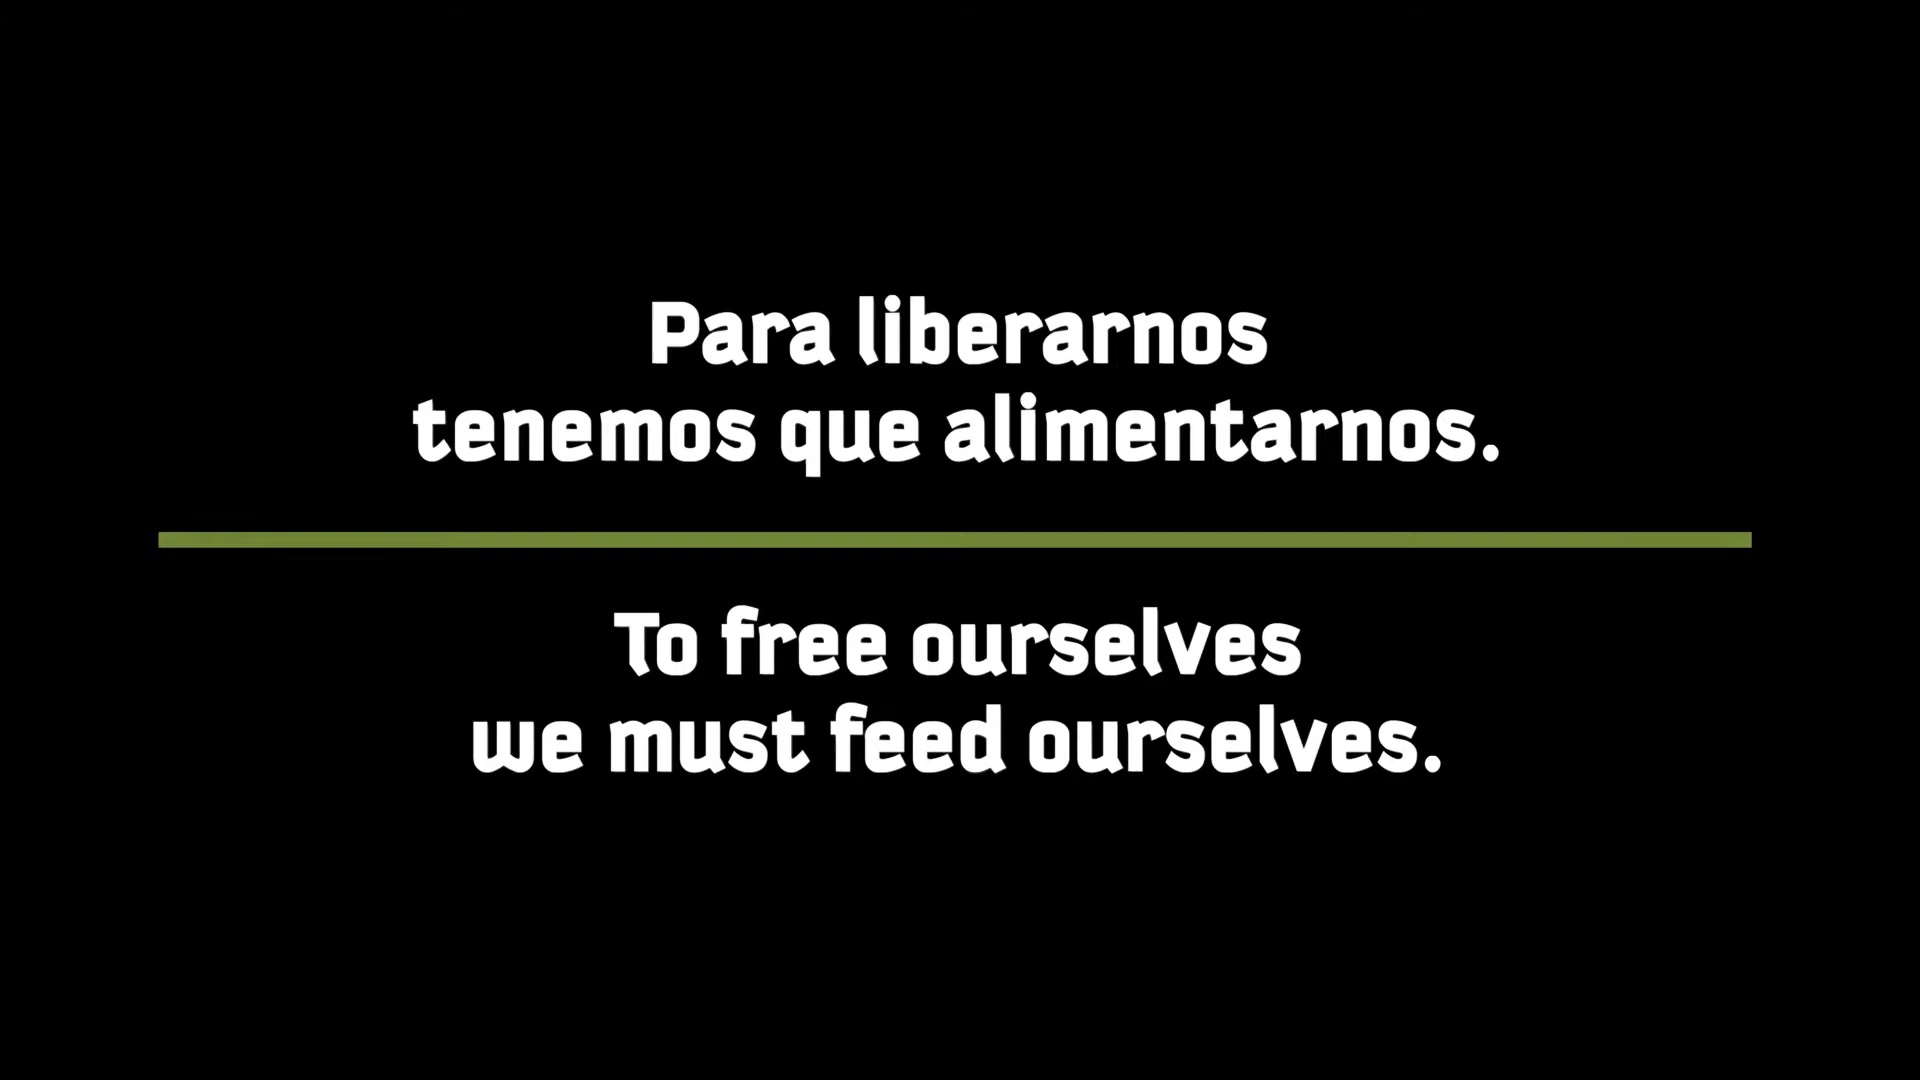 Para liberarnos
tenemos que alimentarnos.
To free ourselves
we must feed ourselves.